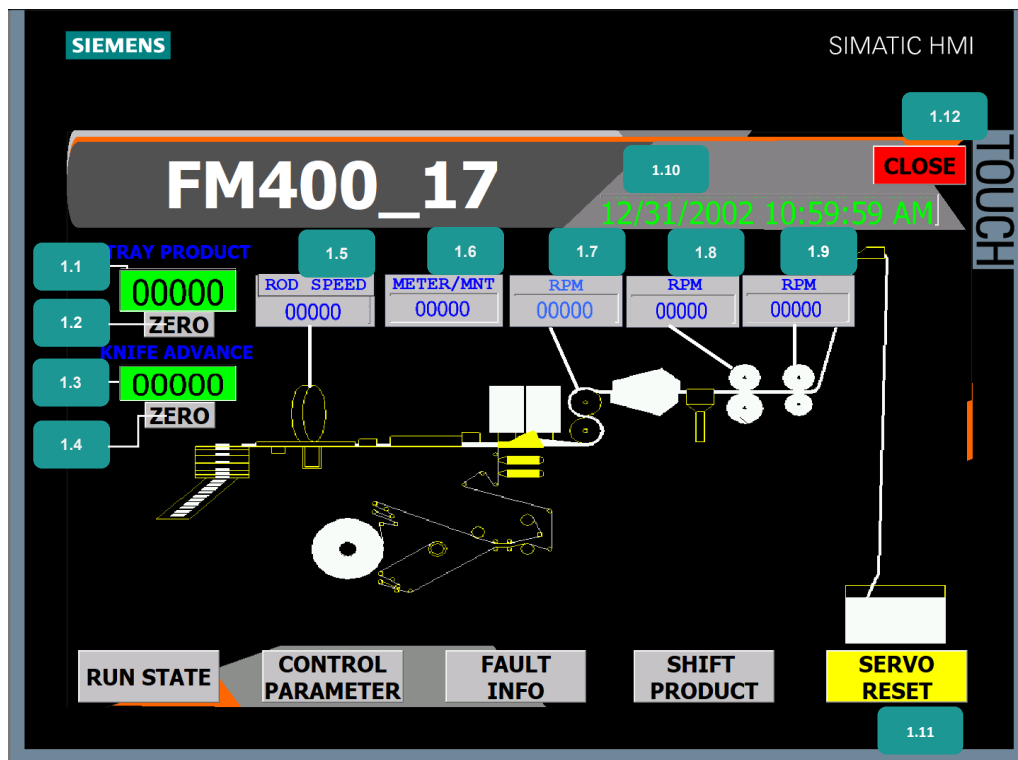 SIEMENS
SIMATIC HMI
TOUCH
1.12
CLOSE
FM400_17
1.10
12/31/2002 10:59:59 AM
TRAY PRODUCT
1.1
00000
1.2
ZERO
KNIFE ADVANCE
1.3
00000
1.4
ZERO
1.5
ROD SPEED
00000
1.6
METER/MNT
00000
1.7
RPM
00000
1.8
RPM
00000
1.9
RPM
00000
RUN STATE
CONTROL
PARAMETER
FAULT
INFO
SHIFT
PRODUCT
SERVO
RESET
1.11